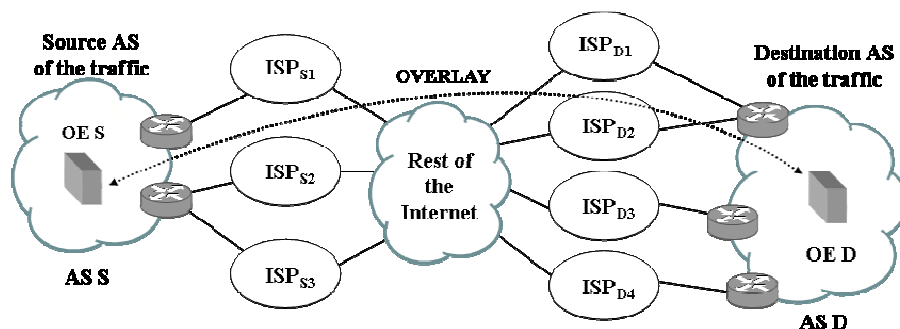 Source AS
of the traffic
OE S
AS S
ISPS1
ISPS2
ISPS3
OVERLAY
Rest of
the
Internet
ISPD1
ISPD2
ISPD3
ISPD4
Destination AS
of the traffic
OE D
AS D